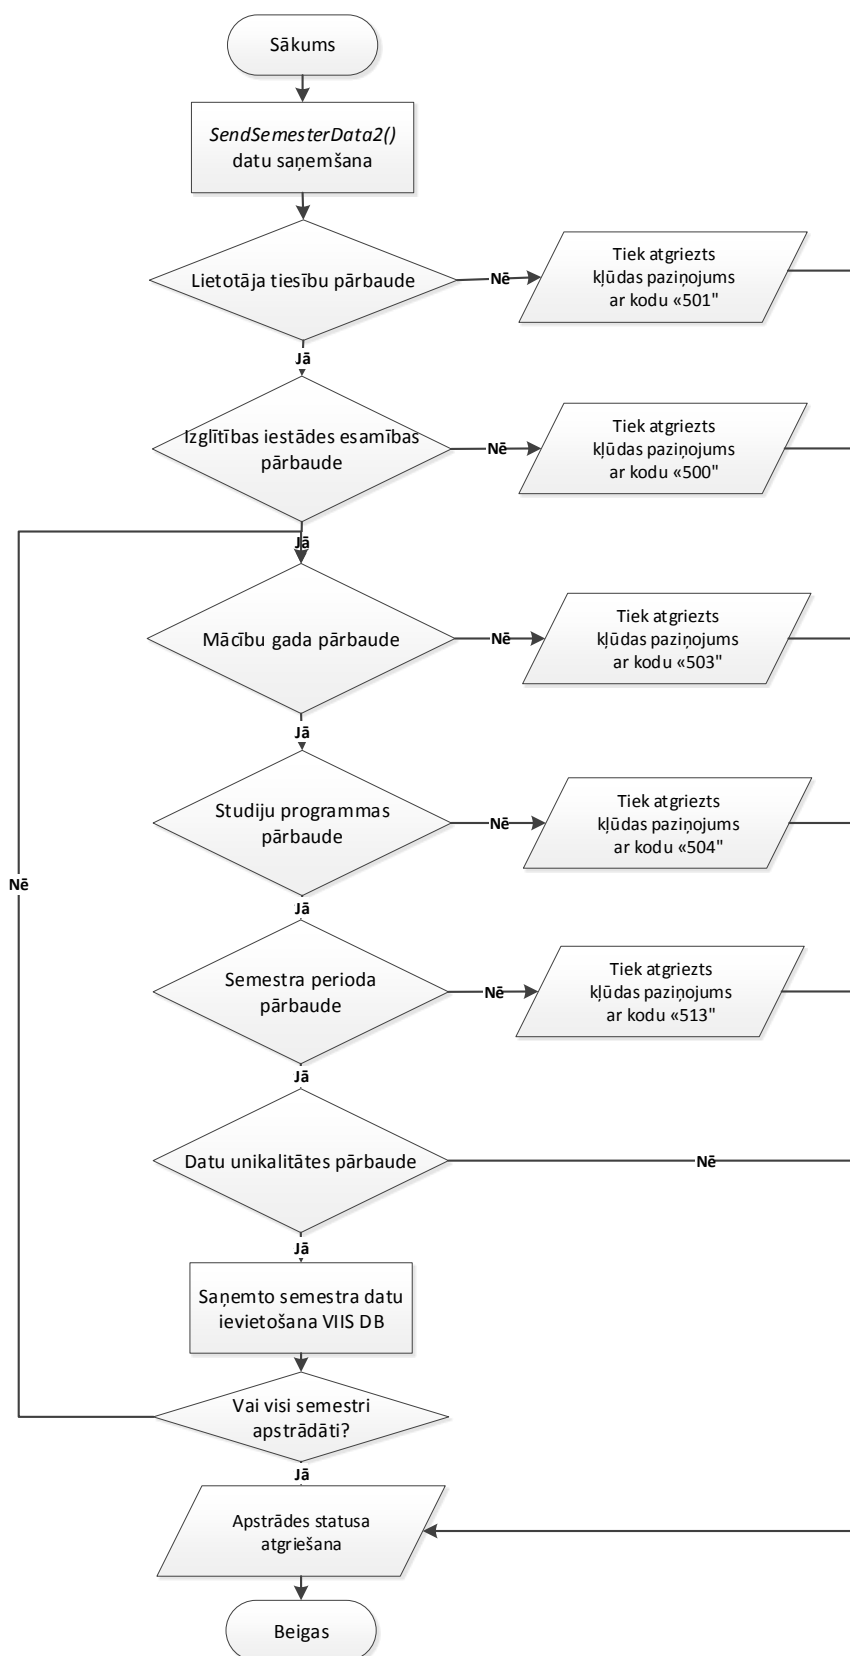 Sākums
SendSemesterData2()
datu saņemšana
Lietotāja tiesību pārbaude
Nē
Tiek atgriezts
kļūdas paziņojums
ar kodu «501"
Jā
Izglītības iestādes esamības
pārbaude
Nē
Tiek atgriezts
kļūdas paziņojums
ar kodu «500"
Jā
Mācību gada pārbaude
Nē
Tiek atgriezts
kļūdas paziņojums
ar kodu «503"
Jā
Studiju programmas
pārbaude
Nē
Tiek atgriezts
kļūdas paziņojums
ar kodu «504"
Nē
Jā
Semestra perioda
pārbaude
Nē
Tiek atgriezts
kļūdas paziņojums
ar kodu «513"
Jā
Datu unikalitātes pārbaude
Nē
Jā
Saņemto semestra datu
ievietošana VIIS DB
Vai visi semestri
apstrādāti?
Jā
Apstrādes statusa
atgriešana
Beigas